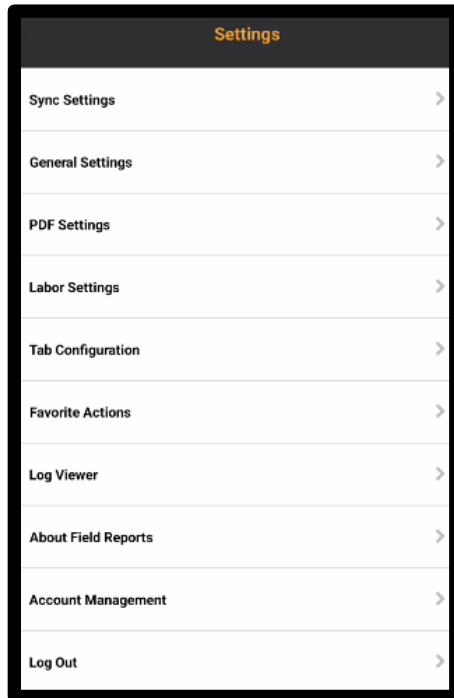 Settings
Sync Settings
General Settings
PDF Settings
Labor Settings
Tab Configuration
Favorite Actions
Log Viewer
About Field Reports
Account Management
Log Out